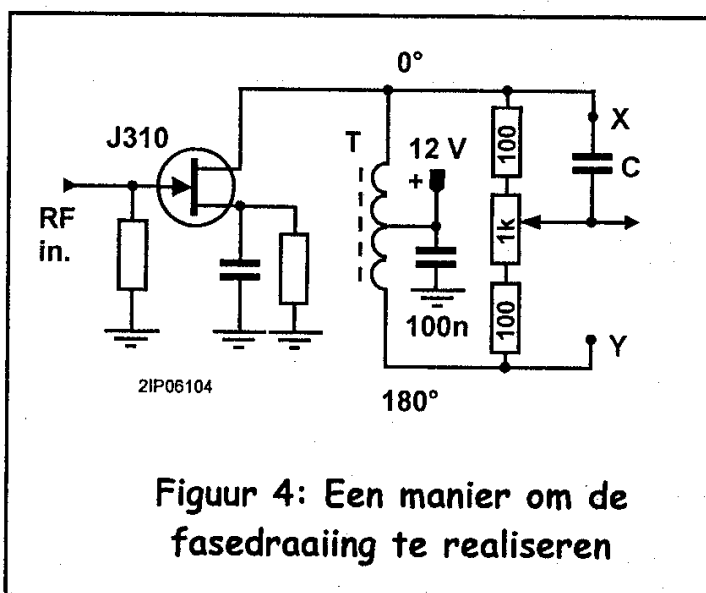 0°
J310
T
12 V
+
100
X
C
RF
in.
1k
100n
100
Y
2IP06104
180°
Figuur 4: Een manier om de
fasedraaiing te realiseren